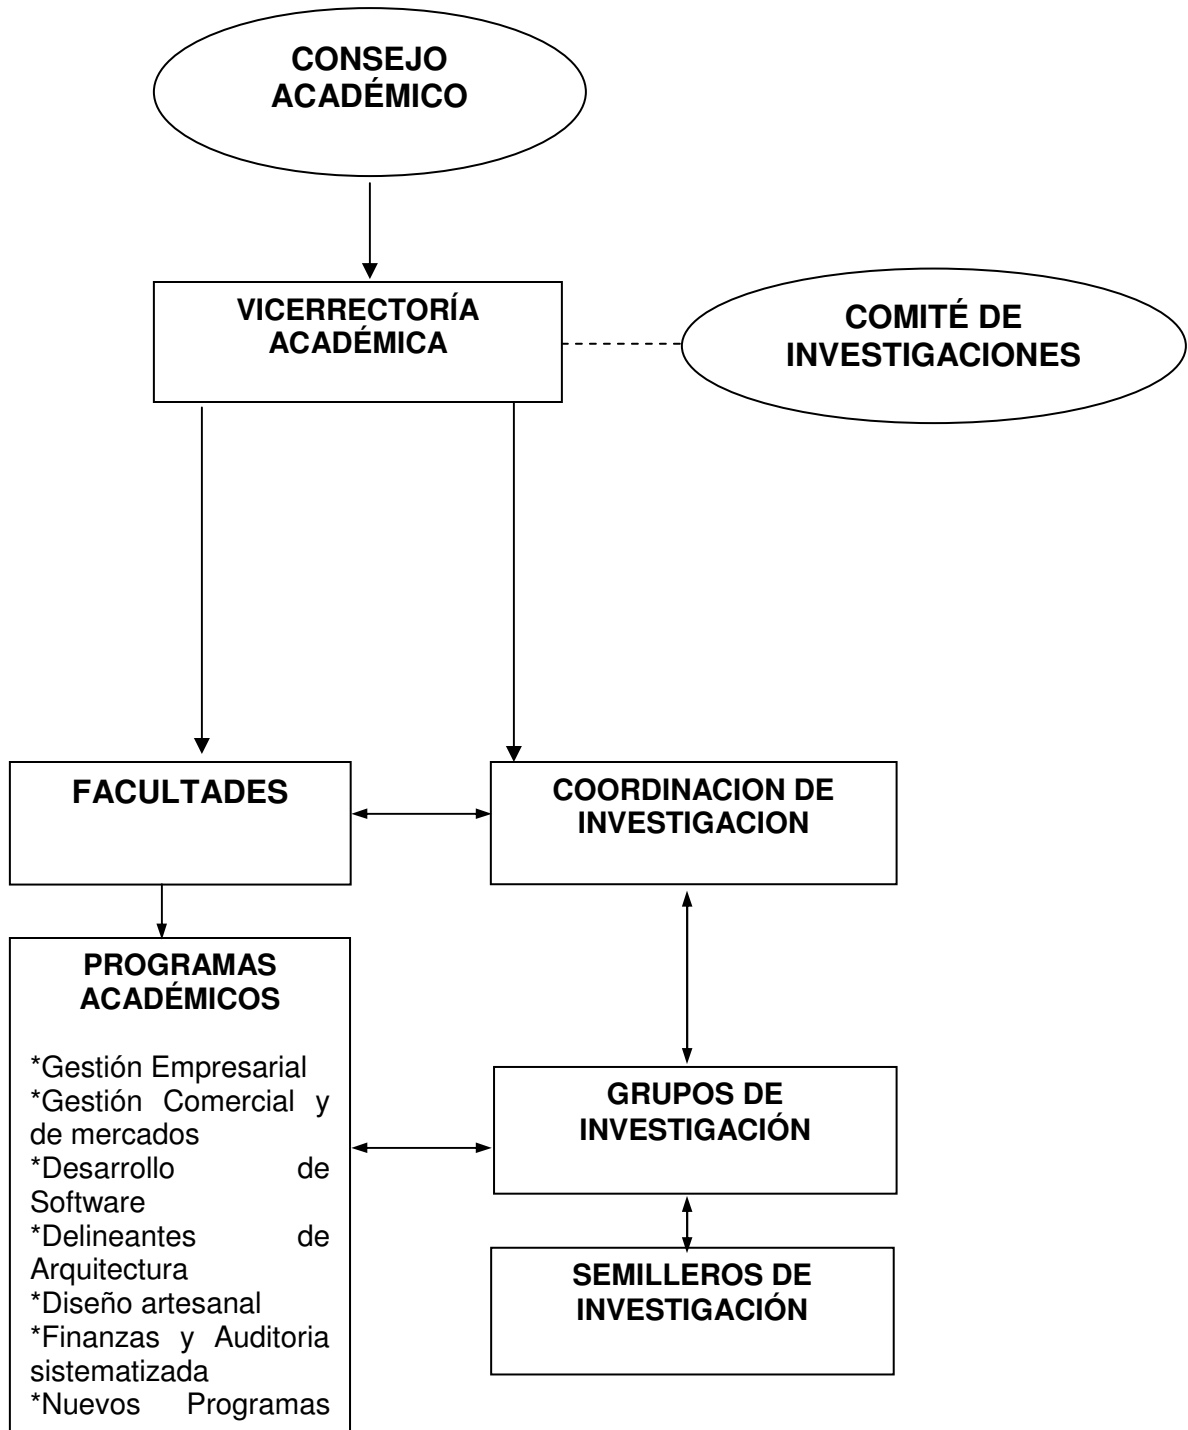 CONSEJO
ACADÉMICO
VICERRECTORÍA
ACADÉMICA
COMITÉ DE
INVESTIGACIONES
FACULTADES
COORDINACION DE
INVESTIGACION
PROGRAMAS
ACADÉMICOS
*Gestión Empresarial
*Gestión Comercial y
de mercados
*Desarrollo de
Software
*Delineantes de
Arquitectura
*Diseño artesanal
*Finanzas y Auditoria
sistematizada
*Nuevos Programas
GRUPOS DE
INVESTIGACIÓN
SEMILLEROS DE
INVESTIGACIÓN